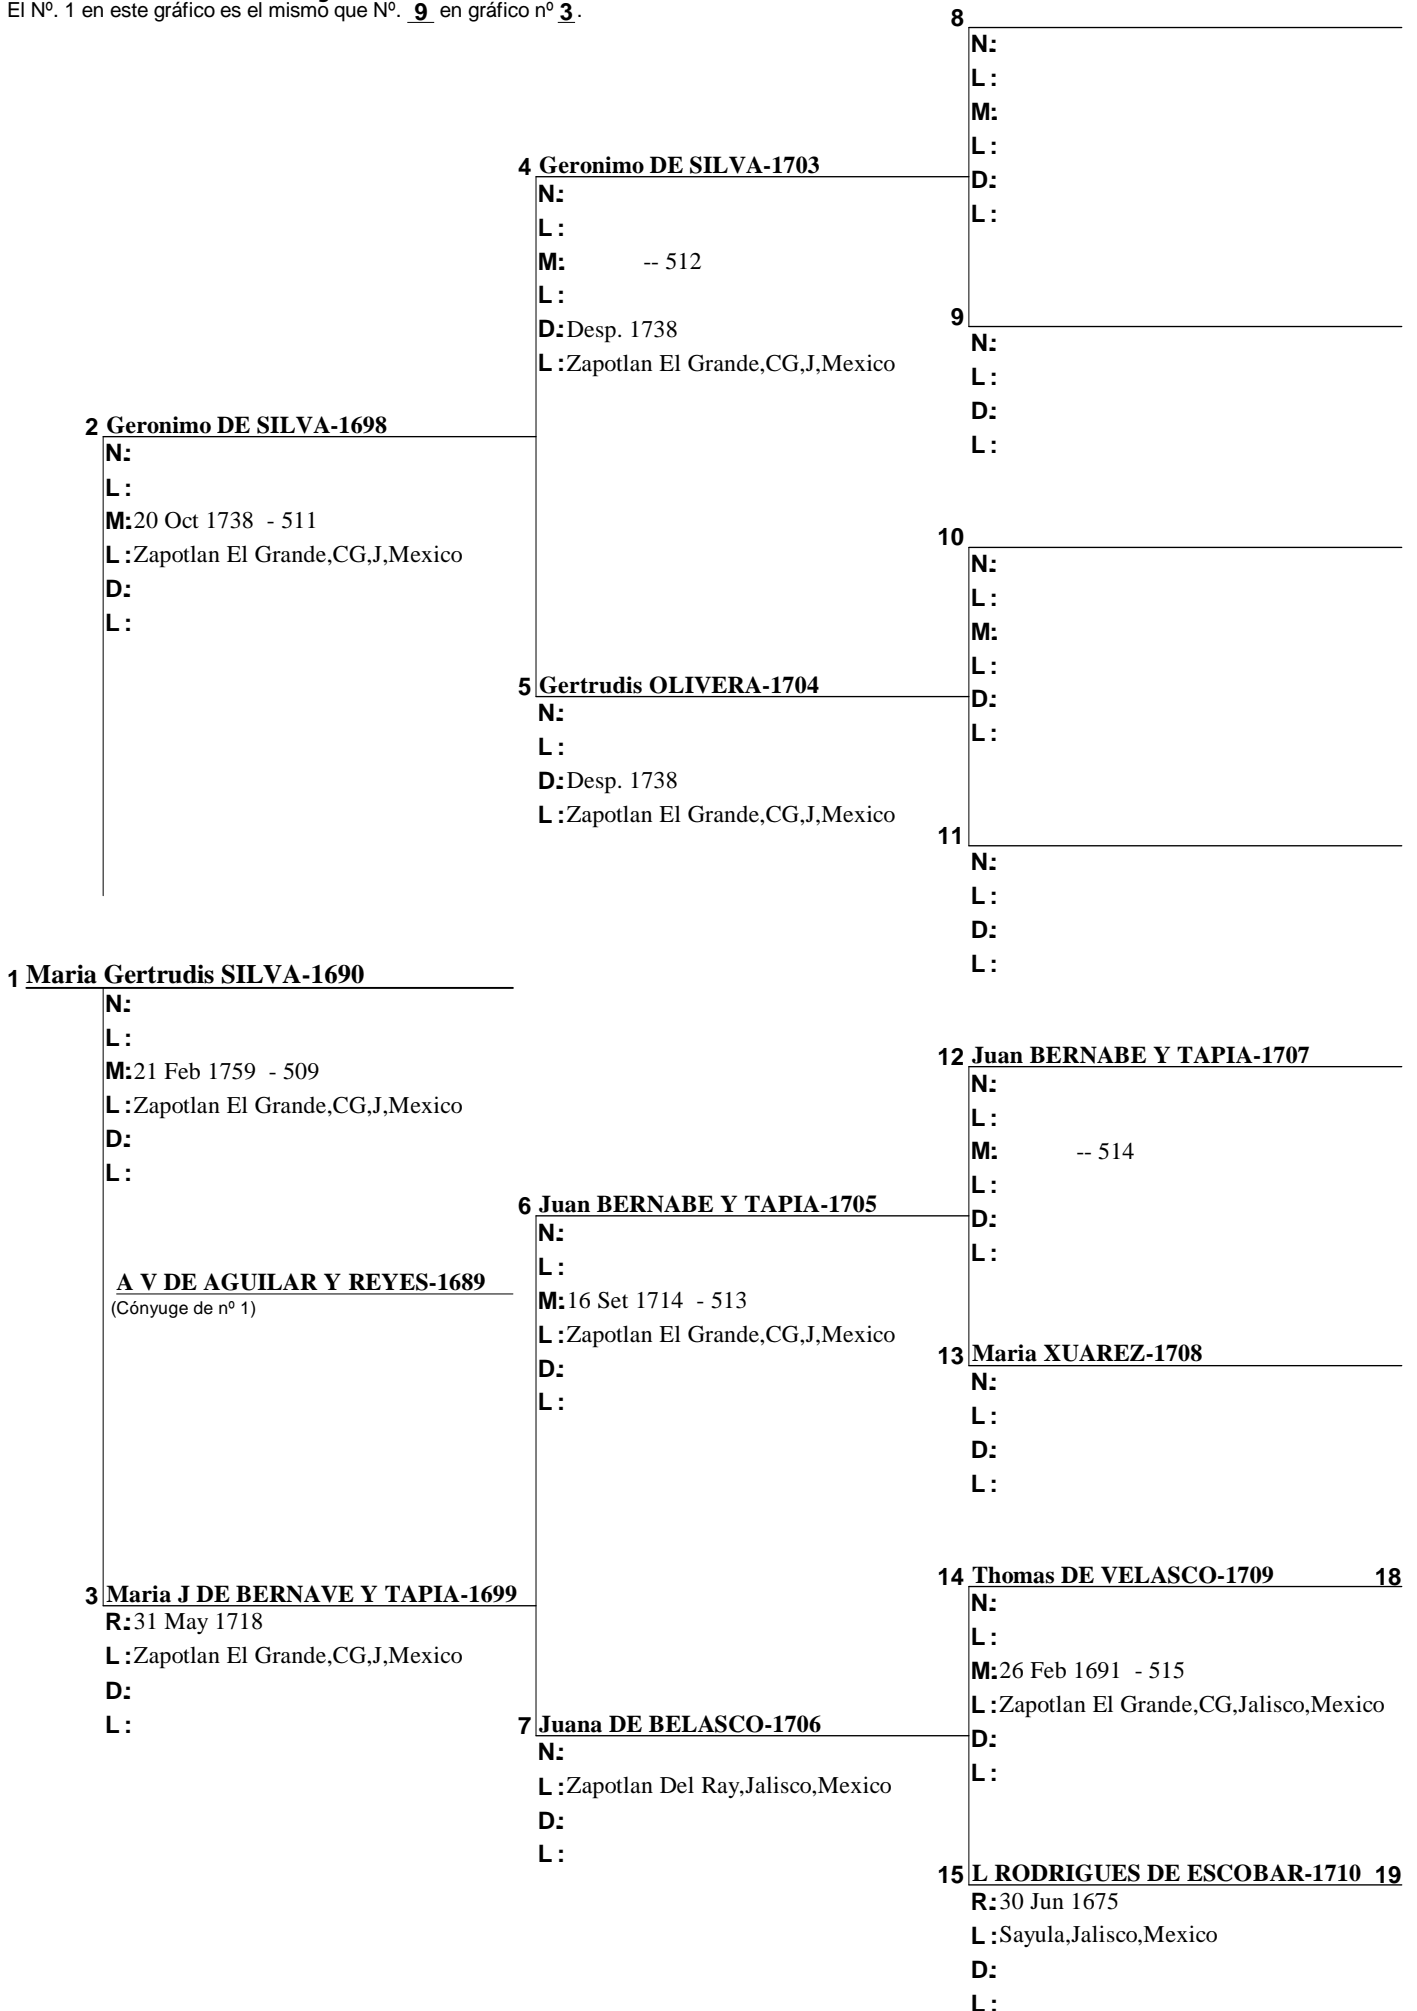 El Nº. 1 en este gráfico es el mismo que Nº. 9 en gráfico nº 3.
8
N:
L:
M:
L:
D:
L:
4 Geronimo DE SILVA-1703
N:
L:
M: -- 512
L:
D: Desp. 1738
L: Zapotlan El Grande,CG,J,Mexico
9
N:
L:
D:
L:
2 Geronimo DE SILVA-1698
N:
L:
M: 20 Oct 1738 - 511
L: Zapotlan El Grande,CG,J,Mexico
D:
L:
10
N:
L:
M:
L:
D:
L:
5 Gertrudis OLIVERA-1704
N:
L:
D: Desp. 1738
L: Zapotlan El Grande,CG,J,Mexico
11
N:
L:
D:
L:
1 Maria Gertrudis SILVA-1690
N:
L:
M: 21 Feb 1759 - 509
L: Zapotlan El Grande,CG,J,Mexico
D:
L:
A V DE AGUILAR Y REYES-1689
(Cónyuge de nº 1)
12 Juan BERNABE Y TAPIA-1707
N:
L:
M: -- 514
L:
D:
L:
6 Juan BERNABE Y TAPIA-1705
N:
L:
M: 16 Set 1714 - 513
L: Zapotlan El Grande,CG,J,Mexico
D:
L:
13 Maria XUAREZ-1708
N:
L:
D:
L:
3 Maria J DE BERNAVE Y TAPIA-1699
R: 31 May 1718
L: Zapotlan El Grande,CG,J,Mexico
D:
L:
14 Thomas DE VELASCO-1709 18
N:
L:
M: 26 Feb 1691 - 515
L: Zapotlan El Grande,CG,Jalisco,Mexico
D:
L:
7 Juana DE BELASCO-1706
N:
L: Zapotlan Del Ray,Jalisco,Mexico
D:
L:
15 L RODRIGUES DE ESCOBAR-1710 19
R: 30 Jun 1675
L: Sayula,Jalisco,Mexico
D:
L: